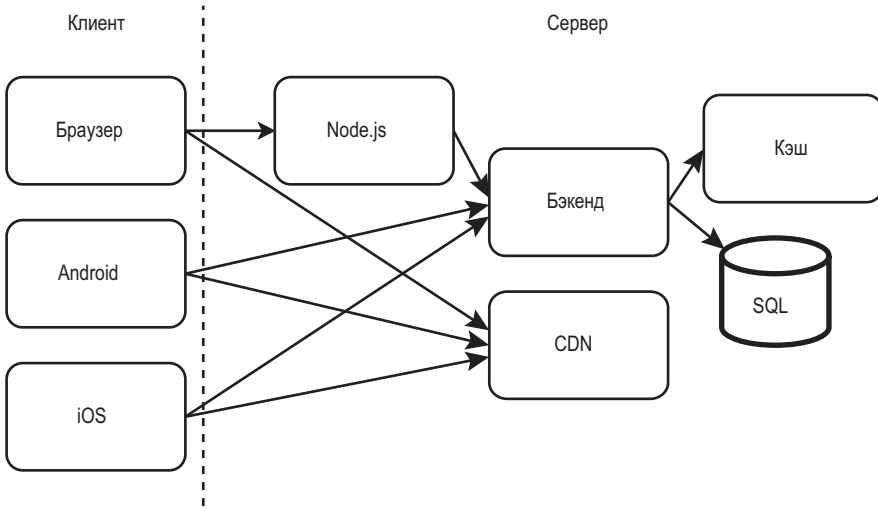 Клиент
Сервер
Браузер
Node.js
Кэш
Бэкенд
Android
SQL
CDN
iOS